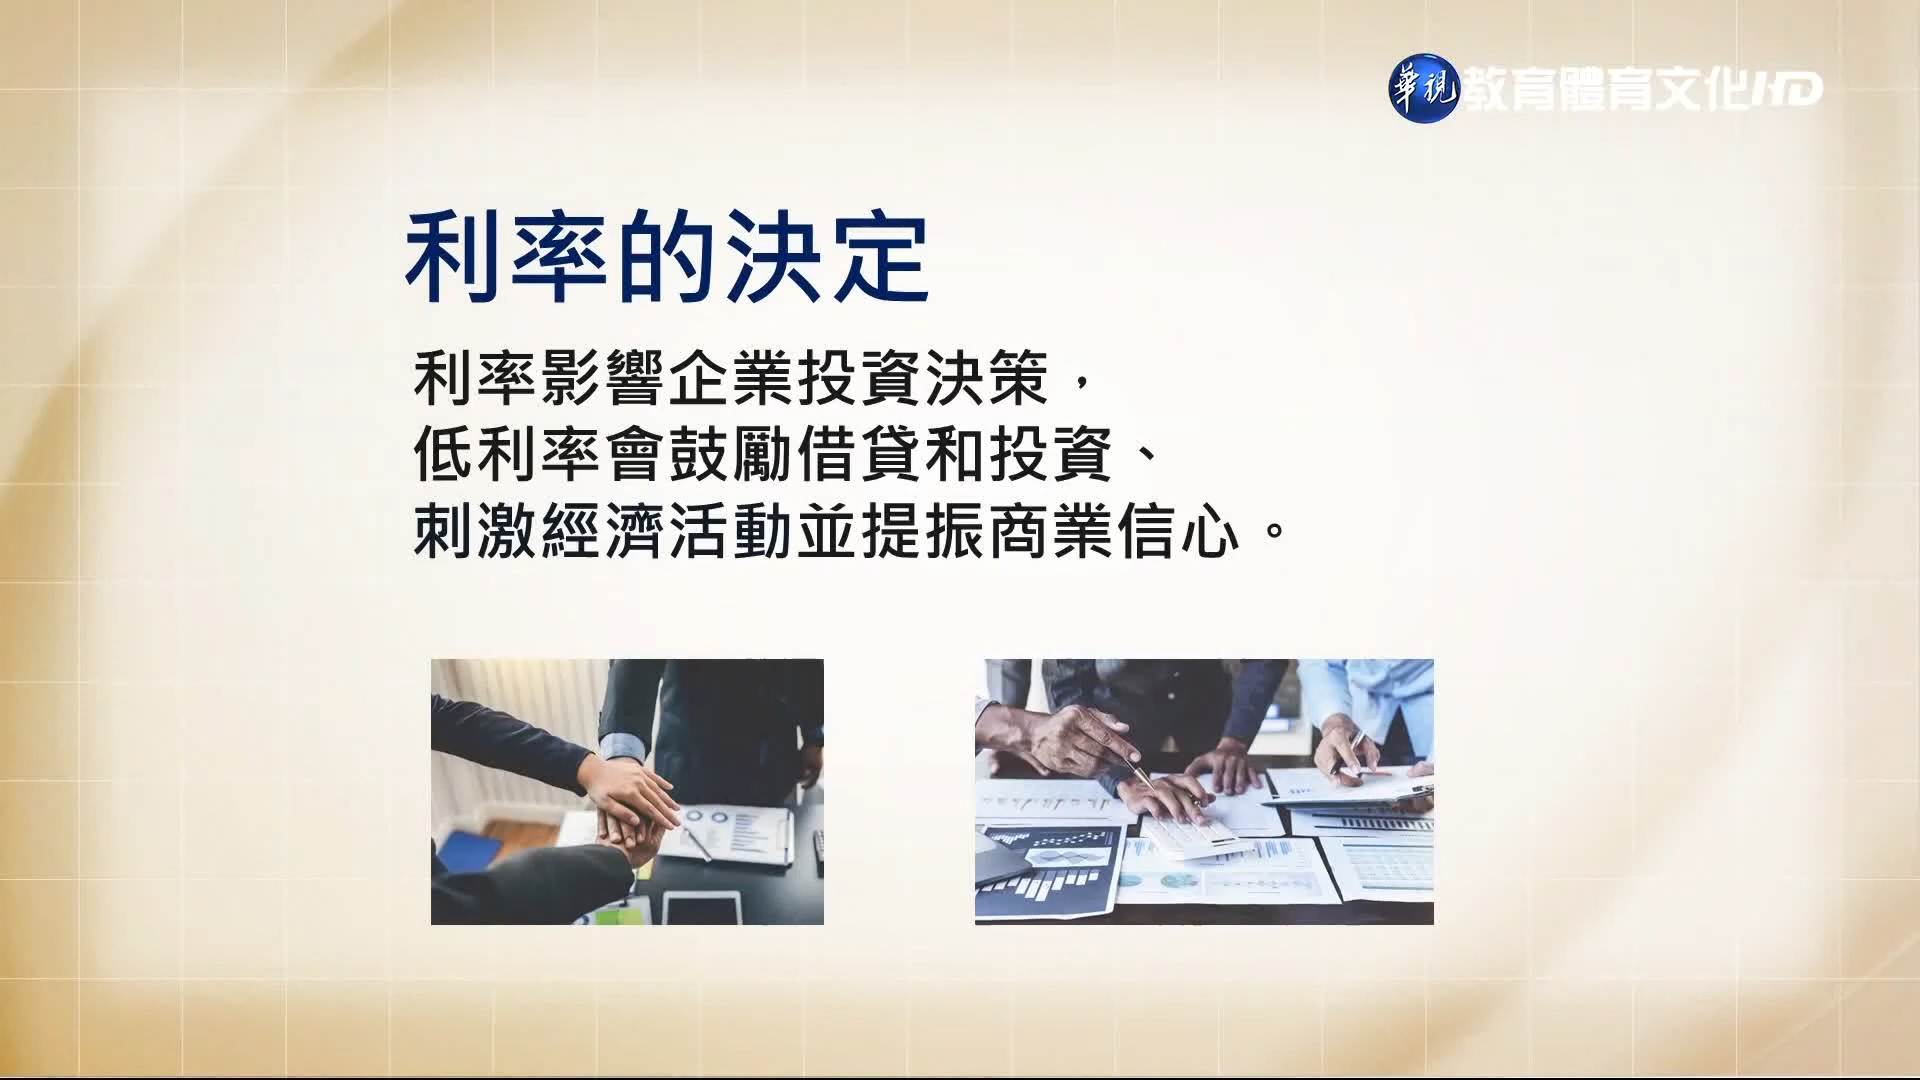 華視 教育體育文化HD
利率的決定
利率影響企業投資決策，
低利率會鼓勵借貸和投資、
刺激經濟活動並提振商業信心。